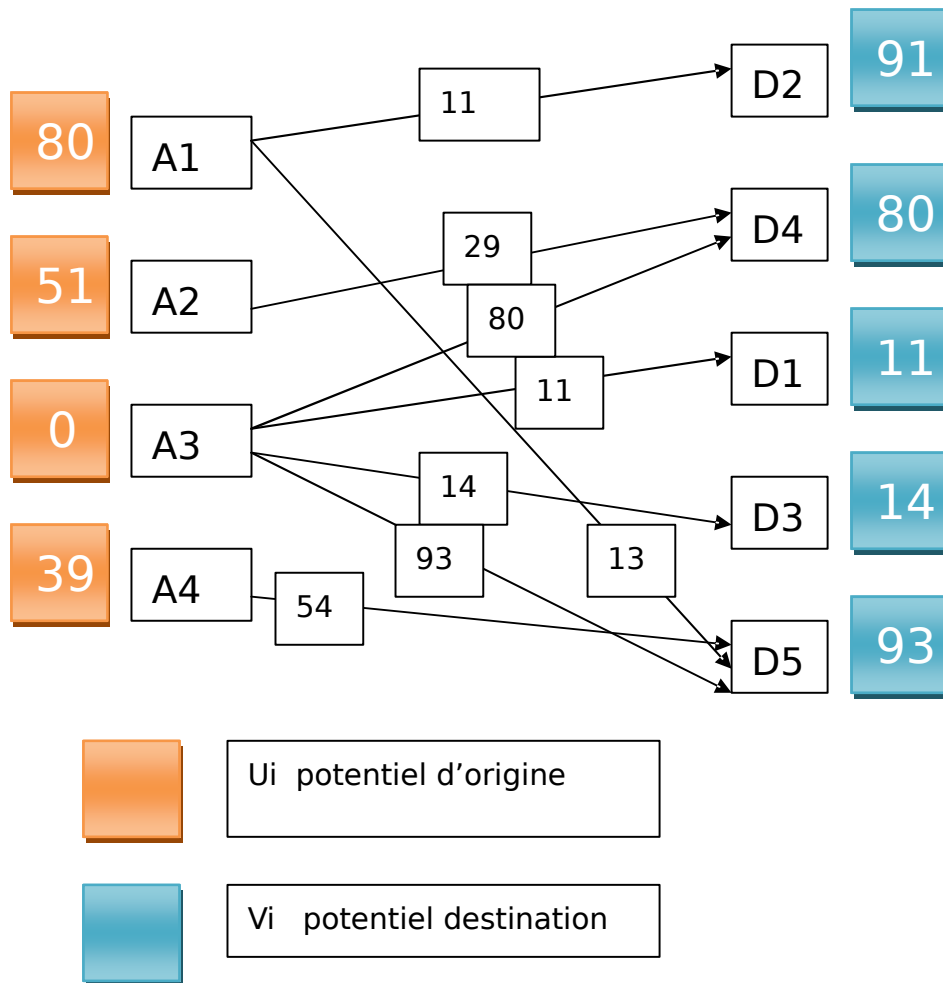 91
11
D2
80
A1
80
29
D4
51
A2
80
11
11
D1
0
A3
14
14
D3
39
93
13
A4
54
93
D5
Ui potentiel d’origine
Vi potentiel destination